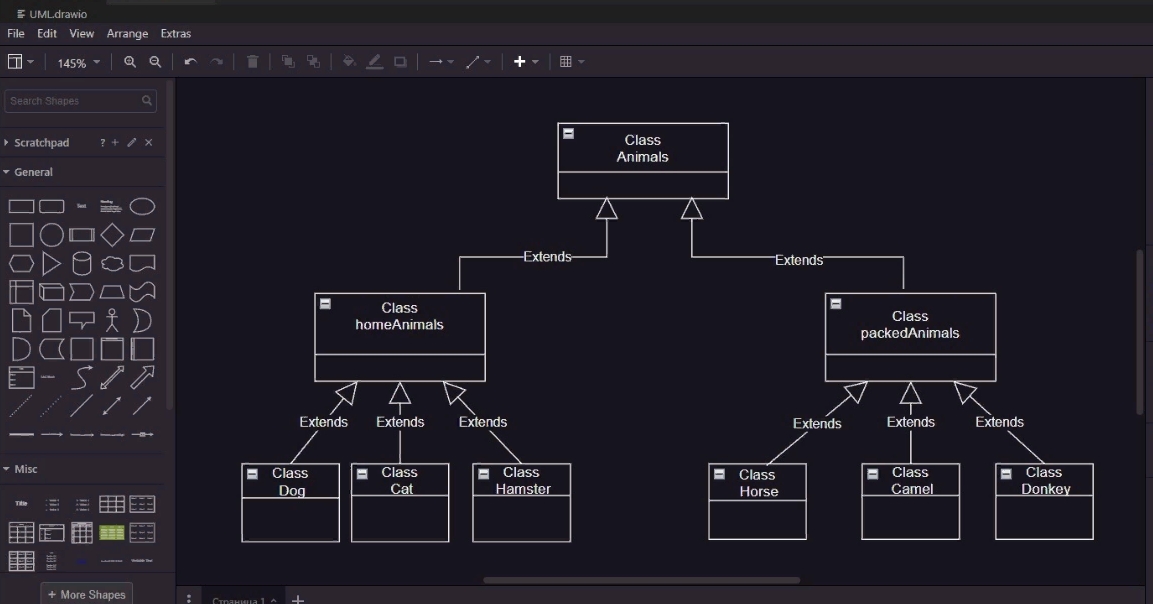 UML.drawio
File Edit View Arrange Extras
145%
Search Shapes
Scratchpad
? + ×
General
Text
Heading
Misc
Title
+ More Shapes
Class
Animals
Extends
Extends
Class
homeAnimals
Class
packedAnimals
Extends
Extends
Extends
Extends
Extends
Extends
Class
Dog
Class
Cat
Class
Hamster
Class
Horse
Class
Camel
Class
Donkey
Страница 1